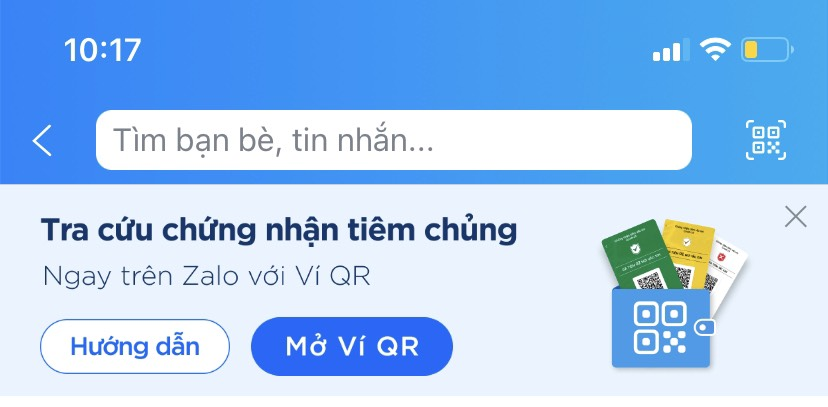 10:17
Tìm bạn bè, tin nhắn...
Tra cứu chứng nhận tiêm chủng
Ngay trên Zalo với Ví QR
Hướng dẫn
Mở Ví QR